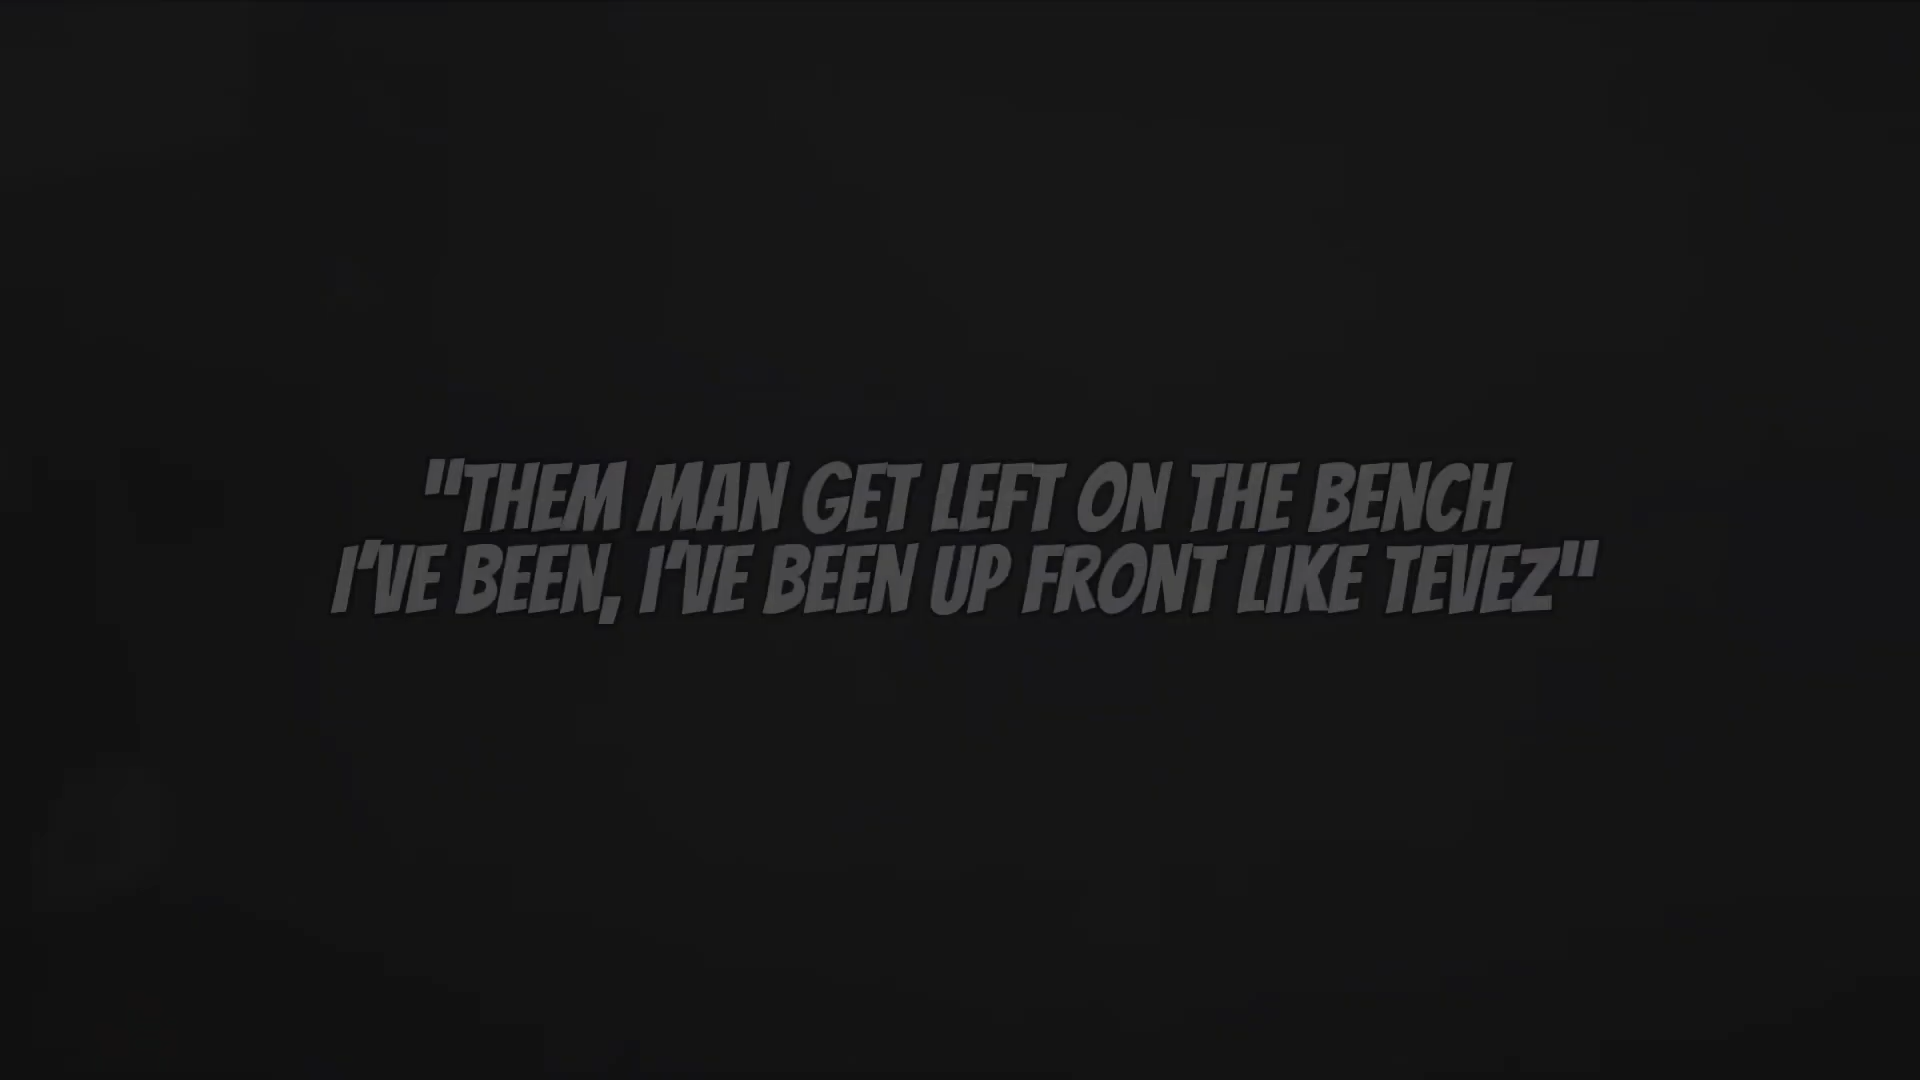 "THEM MAN GET LEFT ON THE BENCH
I'VE BEEN, I'VE BEEN UP FRONT LIKE TEVEZ"